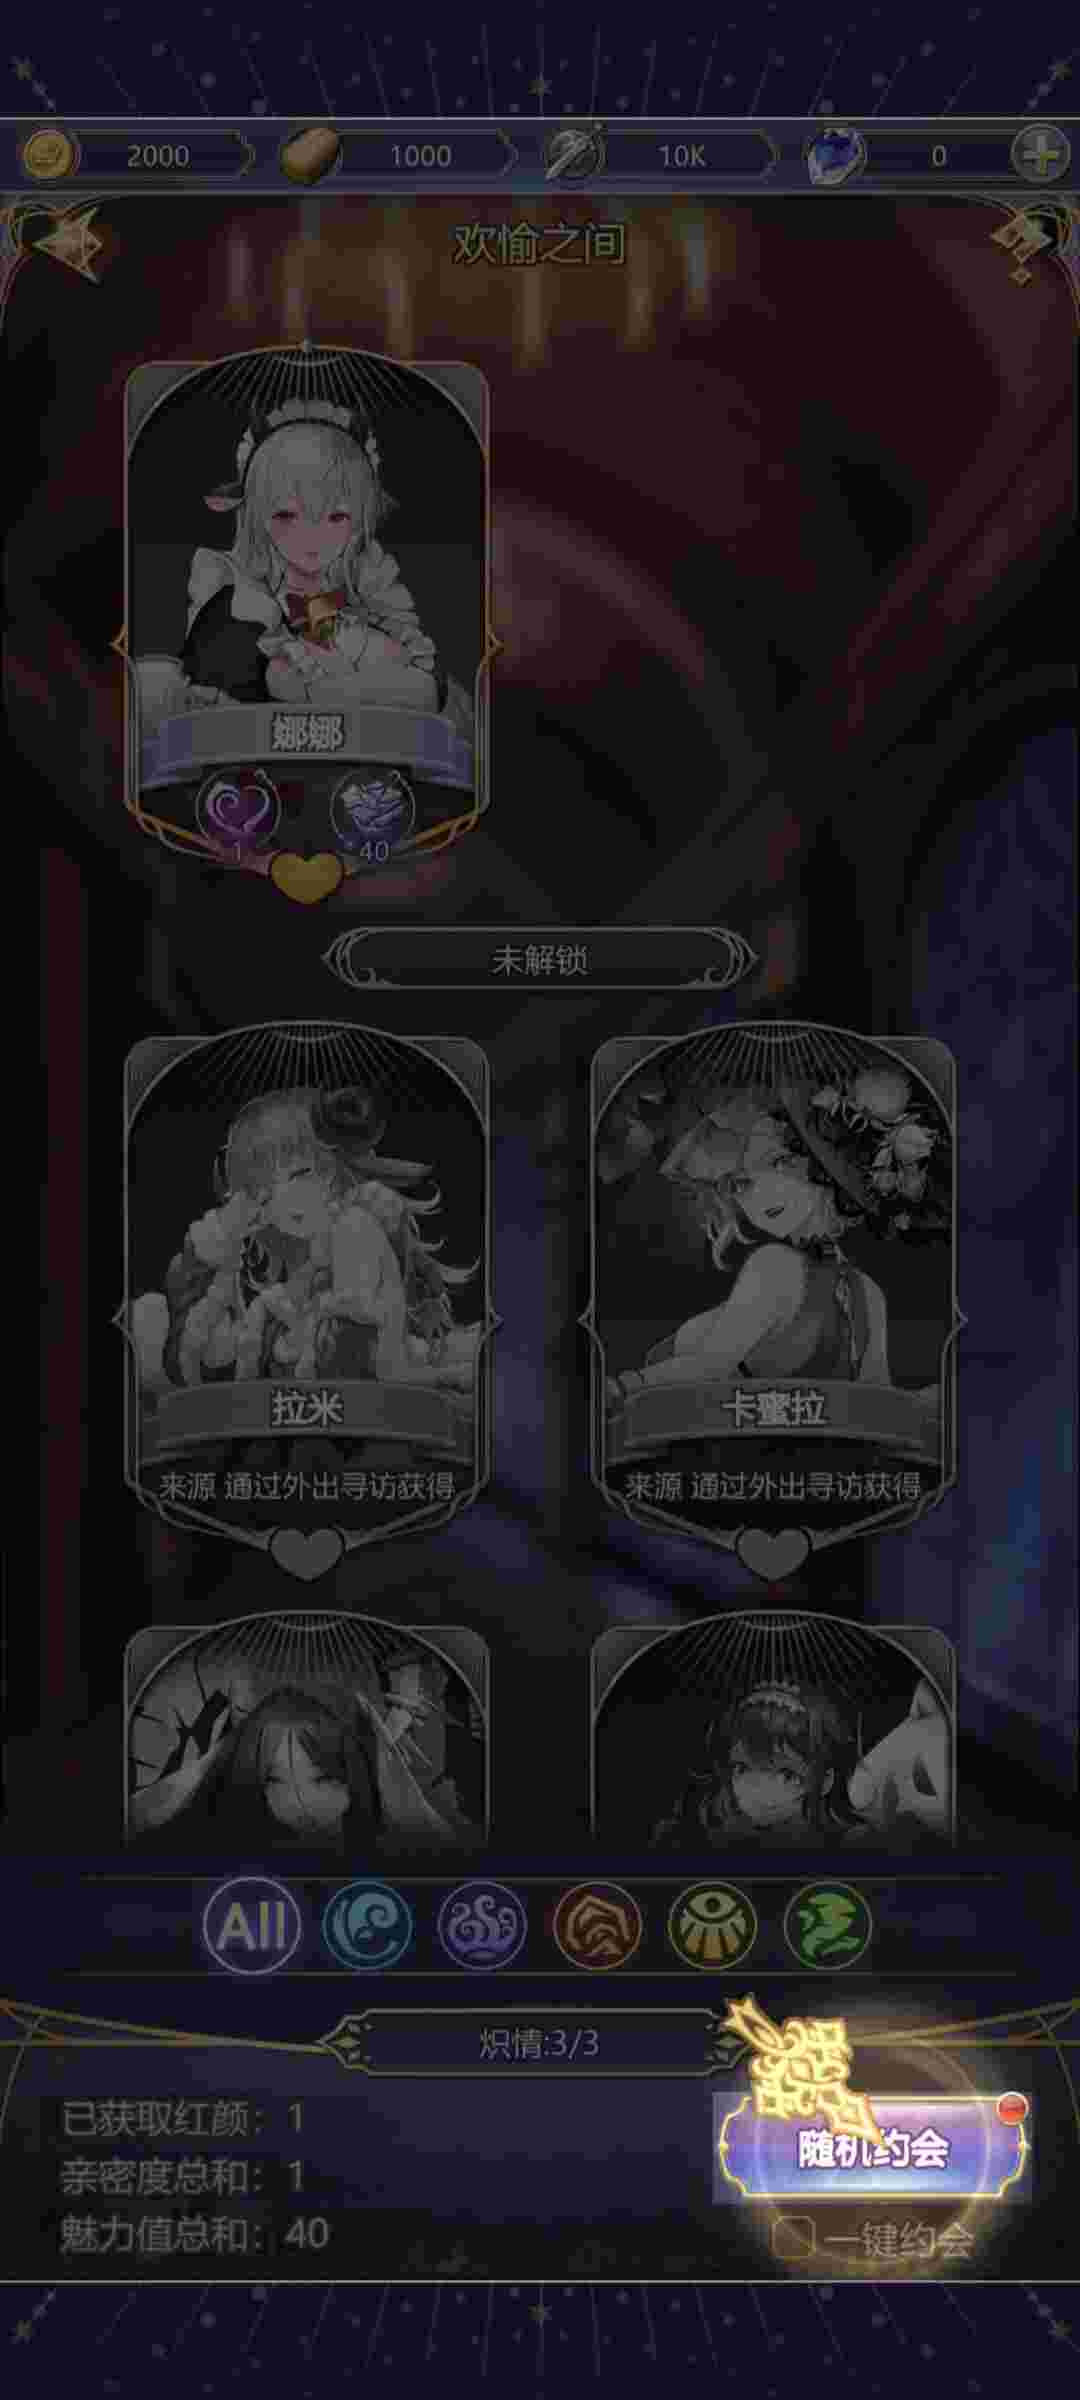 2000 1000 10K 0
欢愉之间
娜娜
1 40
未解锁
拉米 卡蜜拉
来源 通过外出寻访获得 来源 通过外出寻访获得
All
炽情:3/3
已获取红颜：1
亲密度总和：1
魅力值总和：40
随机约会
一键约会